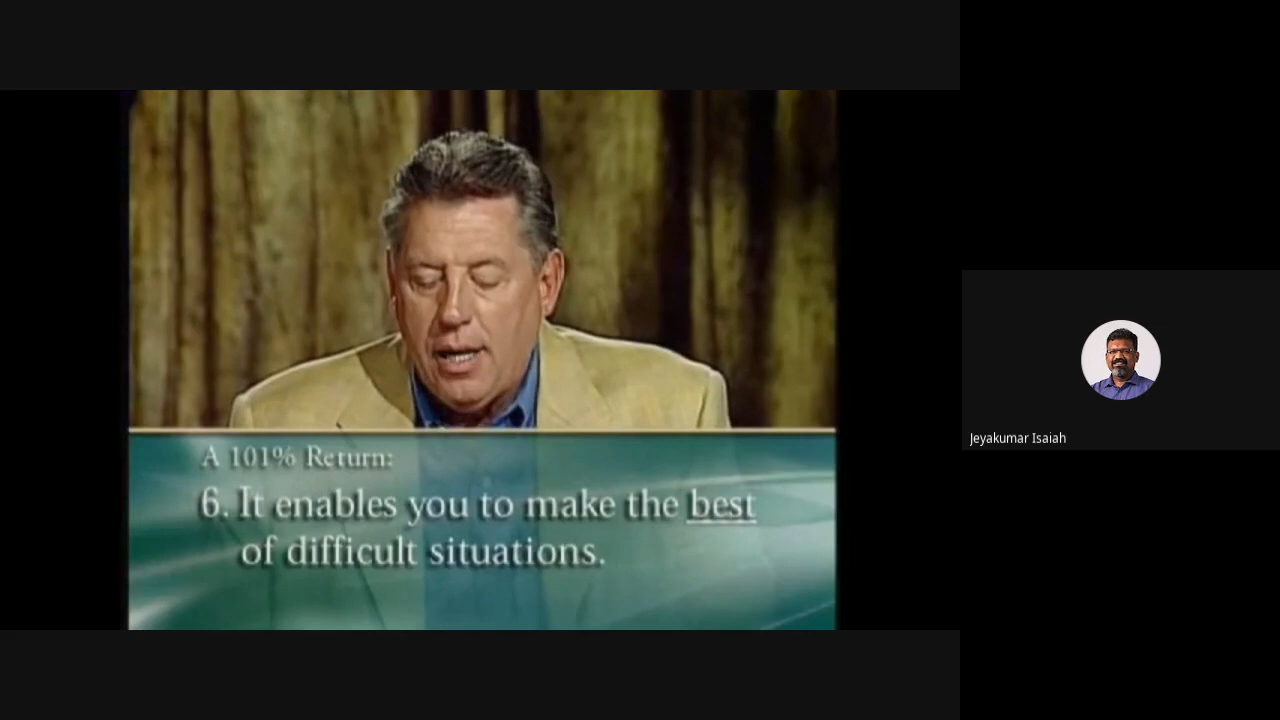 A 101% Return:
6. It enables you to make the best
of difficult situations.
Jeyakumar Isaiah